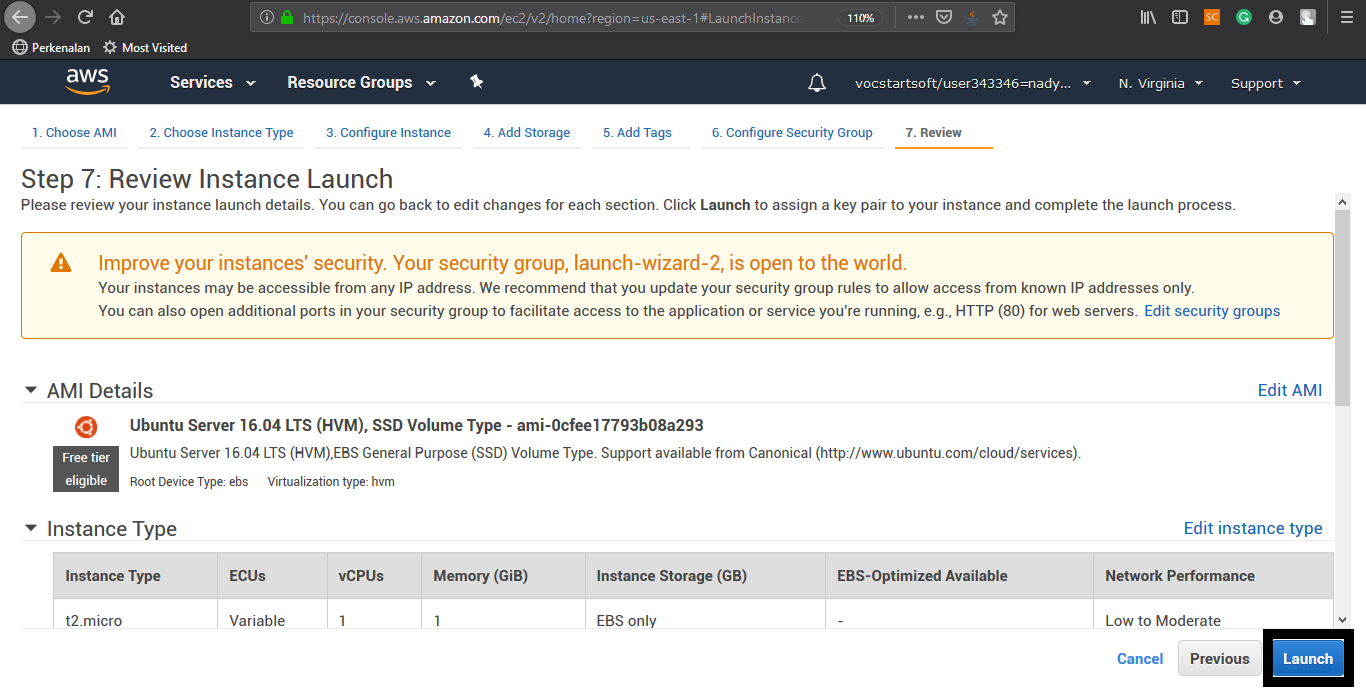 https://console.aws.amazon.com/ec2/v2/home?region=us-east-1#LaunchInstance
110%
SC
Perkenalan
Most Visited
aws
Services
Resource Groups
vocstartsoft/user343346=nady...
N. Virginia
Support
1. Choose AMI
2. Choose Instance Type
3. Configure Instance
4. Add Storage
5. Add Tags
6. Configure Security Group
7. Review
Step 7: Review Instance Launch
Please review your instance launch details. You can go back to edit changes for each section. Click Launch to assign a key pair to your instance and complete the launch process.
Improve your instances' security. Your security group, launch-wizard-2, is open to the world.
Your instances may be accessible from any IP address. We recommend that you update your security group rules to allow access from known IP addresses only.
You can also open additional ports in your security group to facilitate access to the application or service you're running, e.g., HTTP (80) for web servers. Edit security groups
AMI Details
Edit AMI
Ubuntu Server 16.04 LTS (HVM), SSD Volume Type - ami-0cfee17793b08a293
Free tier
eligible
Ubuntu Server 16.04 LTS (HVM),EBS General Purpose (SSD) Volume Type. Support available from Canonical (http://www.ubuntu.com/cloud/services).
Root Device Type: ebs
Virtualization type: hvm
Instance Type
Edit instance type
Instance Type
ECUs
vCPUs
Memory (GiB)
Instance Storage (GB)
EBS-Optimized Available
Network Performance
t2.micro
Variable
1
1
EBS only
-
Low to Moderate
Cancel
Previous
Launch